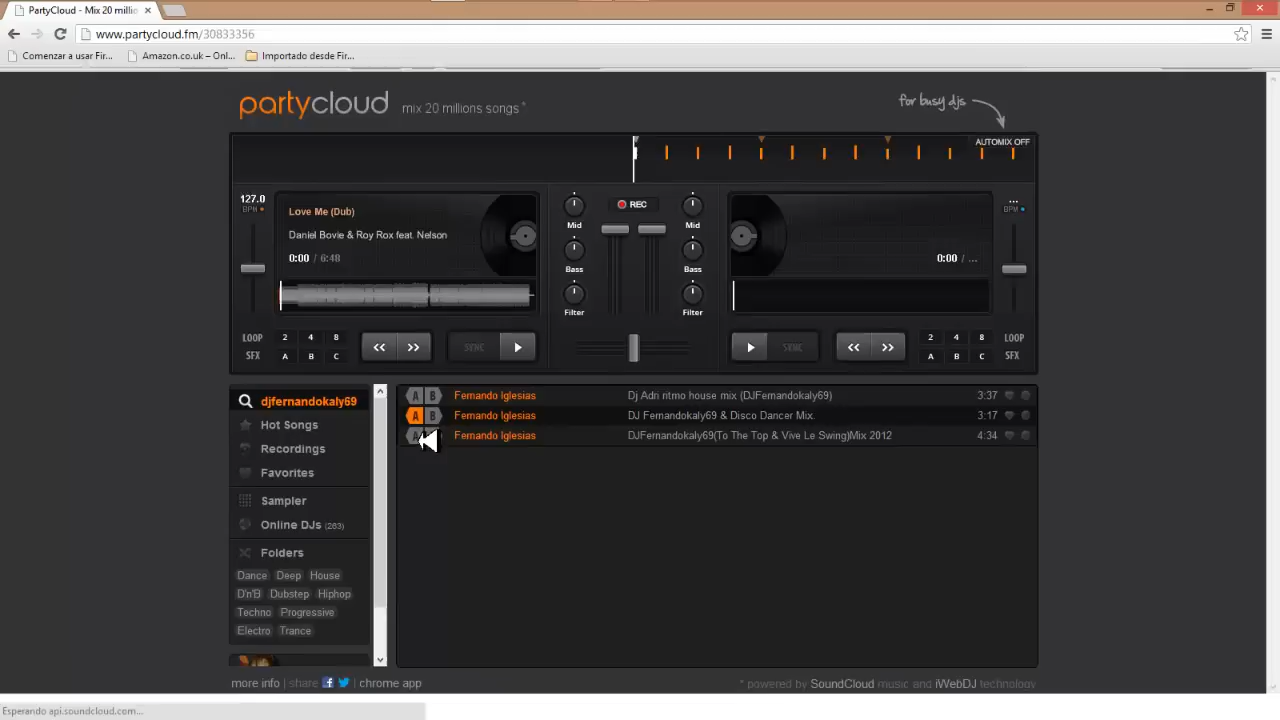 PartyCloud - Mix 20 millio
www.partycloud.fm/30833356
Comenzar a usar Fir... Amazon.co.uk – Onl... Importado desde Fir...
partycloud mix 20 millions songs *
for busy djs
AUTOMIX OFF
127.0
BPM
Love Me (Dub)
Daniel Bovie & Roy Rox feat. Nelson
0:00 / 6:48
Mid
Bass
Filter
REC
Mid
Bass
Filter
0:00 / ...
...
BPM
LOOP 2 4 8
SFX A B C
SYNC
SYNC
2 4 8 LOOP
A B C SFX
djfernandokaly69
Hot Songs
Recordings
Favorites
Sampler
Online DJs (263)
Folders
Dance Deep House
D'n'B Dubstep Hiphop
Techno Progressive
Electro Trance
A B Fernando Iglesias Dj Adri ritmo house mix (DJFernandokaly69) 3:37
A B Fernando Iglesias DJ Fernandokaly69 & Disco Dancer Mix. 3:17
A Fernando Iglesias DJFernandokaly69(To The Top & Vive Le Swing)Mix 2012 4:34
more info | share | chrome app
* powered by SoundCloud music and iWebDJ technology
Esperando api.soundcloud.com...